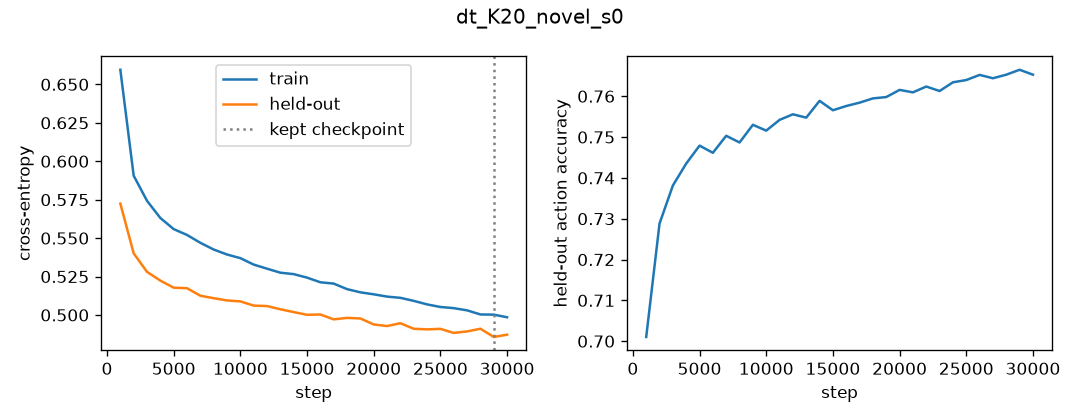 dt_K20_novel_s0
cross-entropy
0.650
0.625
0.600
0.575
0.550
0.525
0.500
train
held-out
kept checkpoint
0 5000 10000 15000 20000 25000 30000
step
held-out action accuracy
0.76
0.75
0.74
0.73
0.72
0.71
0.70
0 5000 10000 15000 20000 25000 30000
step